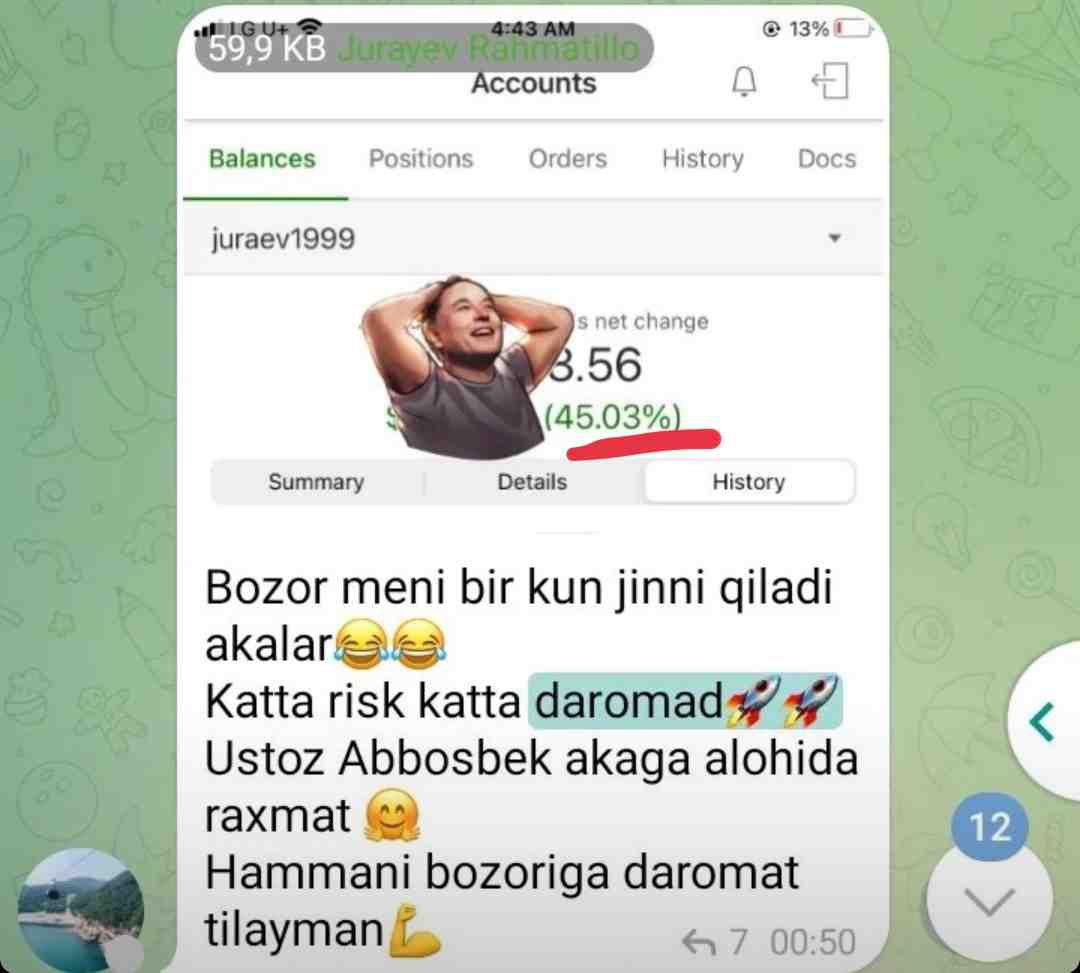 LG U+ 4:43 AM 13%
59,9 KB Jurayev Rahmatillo
Accounts
Balances Positions Orders History Docs
juraev1999
s net change
8.56
$ (45.03%)
Summary Details History
Bozor meni bir kun jinni qiladi
akalar😂😂
Katta risk katta daromad🚀🚀
Ustoz Abbosbek akaga alohida
raxmat 🤗
Hammani bozoriga daromat
tilayman💪
7 00:50
12